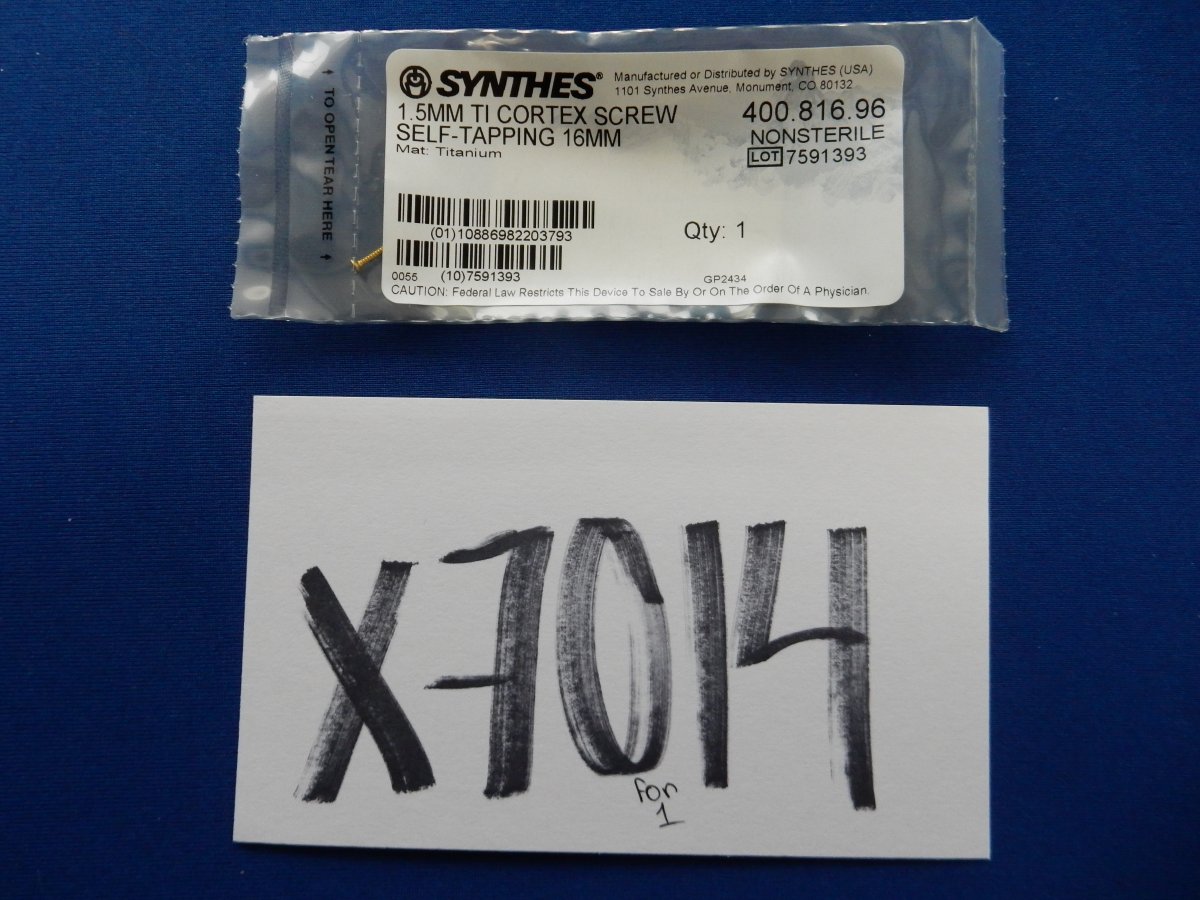 ↑ TO OPEN TEAR HERE ↑
SYNTHES® Manufactured or Distributed by SYNTHES (USA)
1101 Synthes Avenue, Monument, CO 80132
1.5MM TI CORTEX SCREW 400.816.96
SELF-TAPPING 16MM NONSTERILE
Mat: Titanium LOT 7591393
(01)10886982203793 Qty: 1
0055 (10)7591393 GP2434
CAUTION: Federal Law Restricts This Device To Sale By Or On The Order Of A Physician.
X-7014
for
1